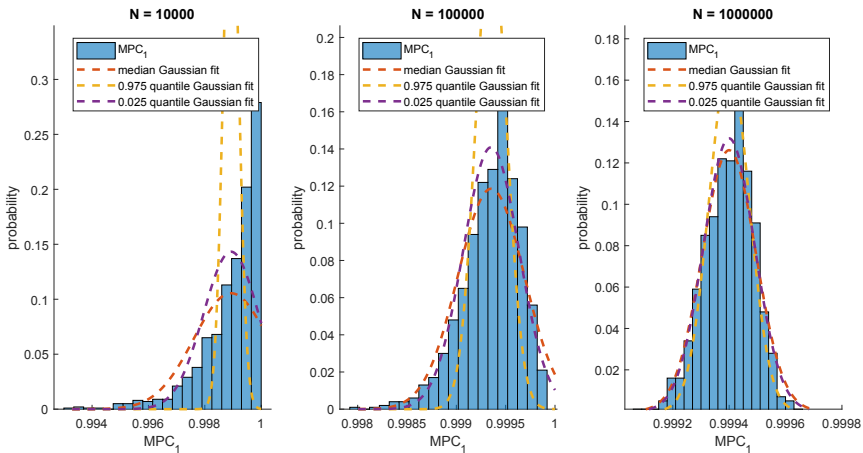 N = 10000
MPC1
median Gaussian fit
0.975 quantile Gaussian fit
0.025 quantile Gaussian fit
probability
0.3
0.25
0.2
0.15
0.1
0.05
0
0.994 0.996 0.998 1
MPC1
N = 100000
MPC1
median Gaussian fit
0.975 quantile Gaussian fit
0.025 quantile Gaussian fit
probability
0.2
0.18
0.16
0.14
0.12
0.1
0.08
0.06
0.04
0.02
0
0.998 0.9985 0.999 0.9995 1
MPC1
N = 1000000
MPC1
median Gaussian fit
0.975 quantile Gaussian fit
0.025 quantile Gaussian fit
probability
0.18
0.16
0.14
0.12
0.1
0.08
0.06
0.04
0.02
0.9992 0.9994 0.9996 0.9998
MPC1